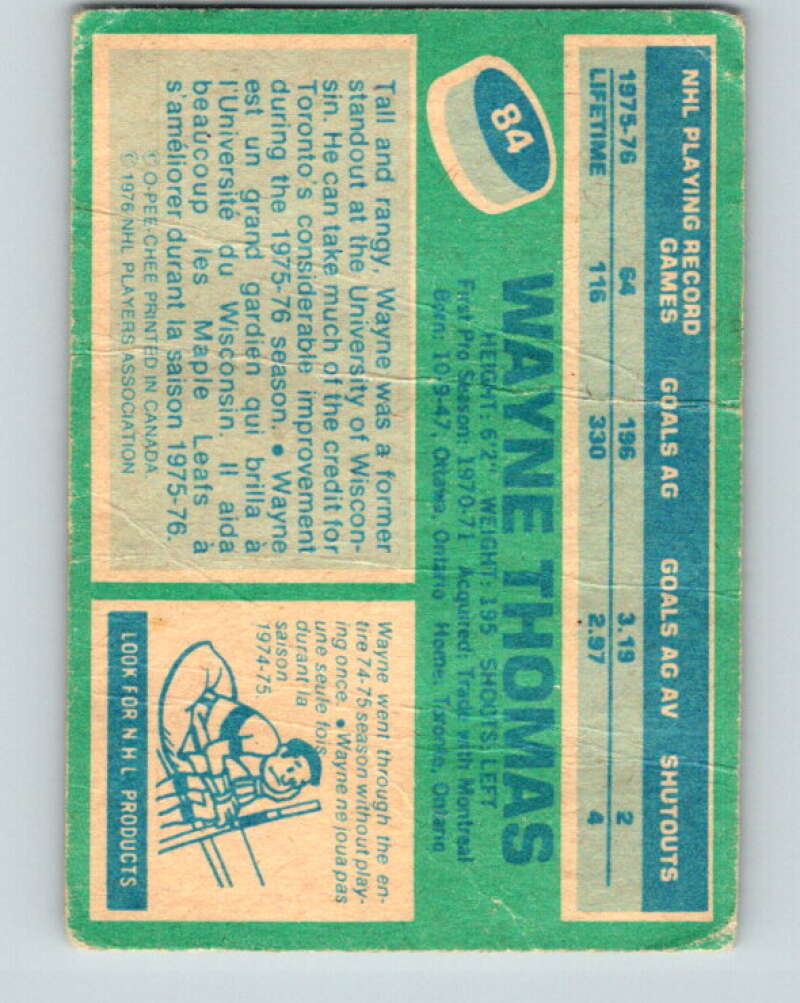 NHL PLAYING RECORD
GAMES GOALS AG GOALS AG AV SHUTOUTS
1975-76 64 196 3.19 2
LIFETIME 116 330 2.97 4
84
WAYNE THOMAS
HEIGHT: 6'2" WEIGHT: 195 SHOOTS: LEFT
First Pro Season: 1970-71 Acquired: Trade with Montreal
Born: 10-9-47, Ottawa, Ontario Home: Toronto, Ontario
Tall and rangy, Wayne was a former
standout at the University of Wiscon-
sin. He can take much of the credit for
Toronto's considerable improvement
during the 1975-76 season. • Wayne
est un grand gardien qui brilla à
l'Université du Wisconsin. Il aida
beaucoup les Maple Leafs à
s'améliorer durant la saison 1975-76.
© O-PEE-CHEE PRINTED IN CANADA
© 1976 NHL PLAYERS ASSOCIATION
Wayne went through the en-
tire 74-75 season without play-
ing once. • Wayne ne joua pas
une seule fois
durant la
saison
1974-75.
LOOK FOR N H L PRODUCTS